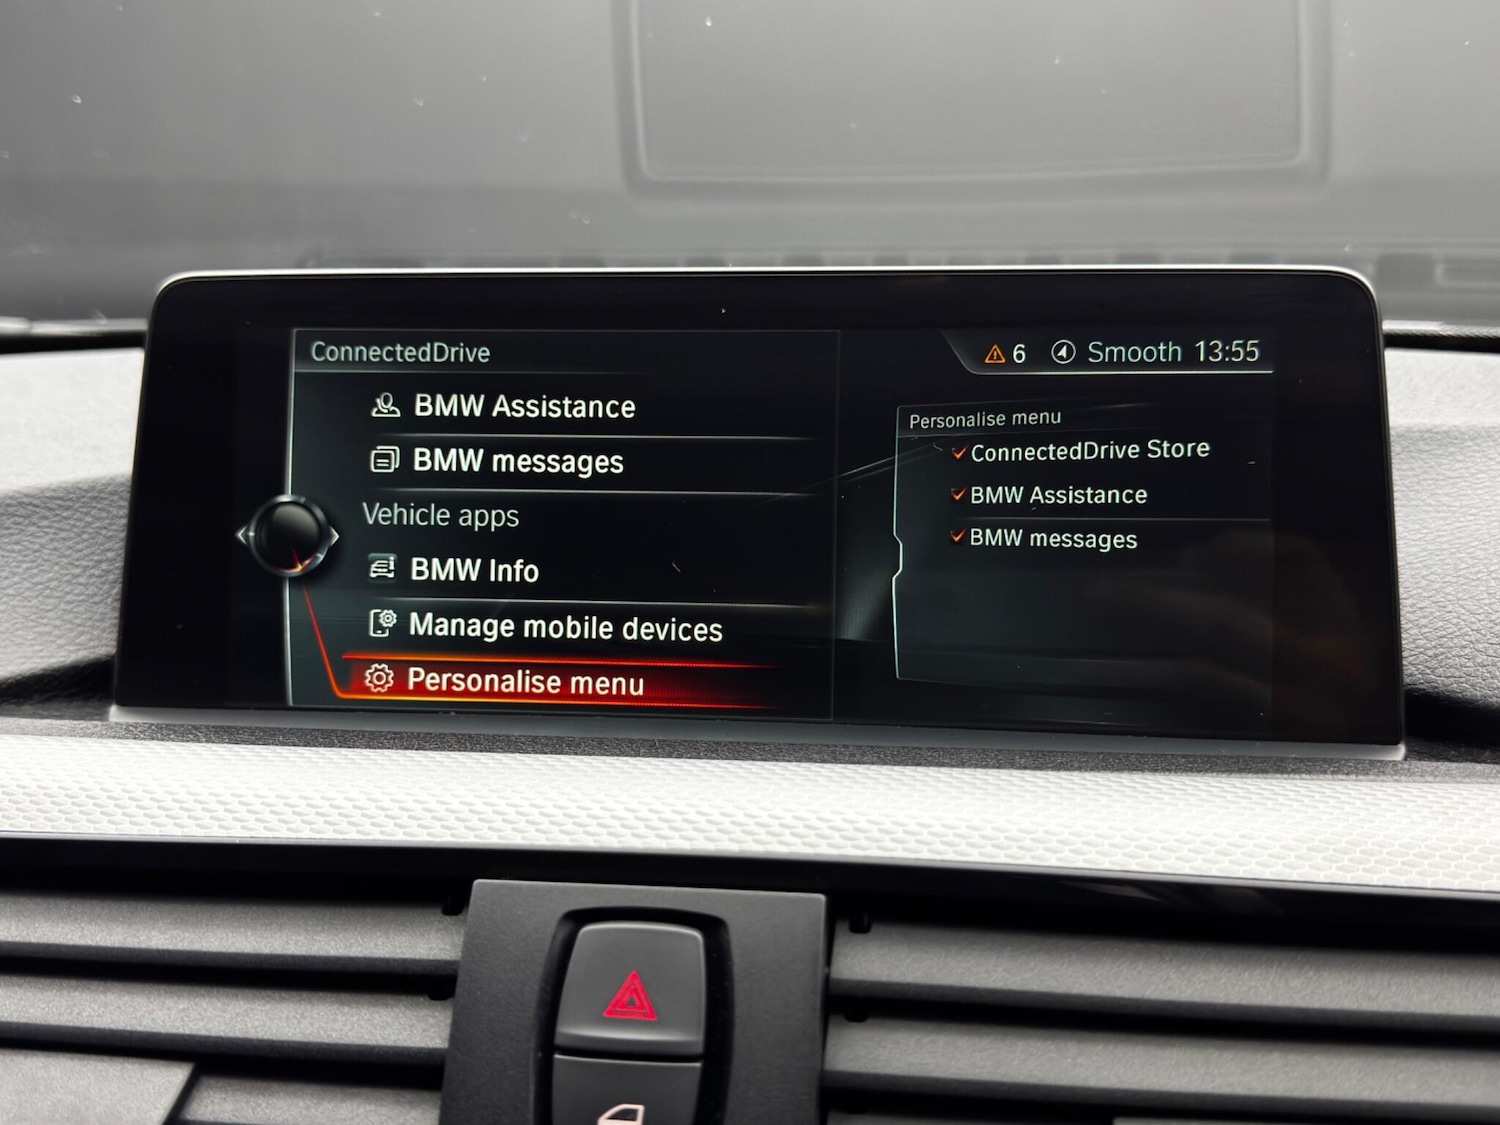 ConnectedDrive
6 Smooth 13:55
BMW Assistance
BMW messages
Vehicle apps
BMW Info
Manage mobile devices
Personalise menu
Personalise menu
ConnectedDrive Store
BMW Assistance
BMW messages